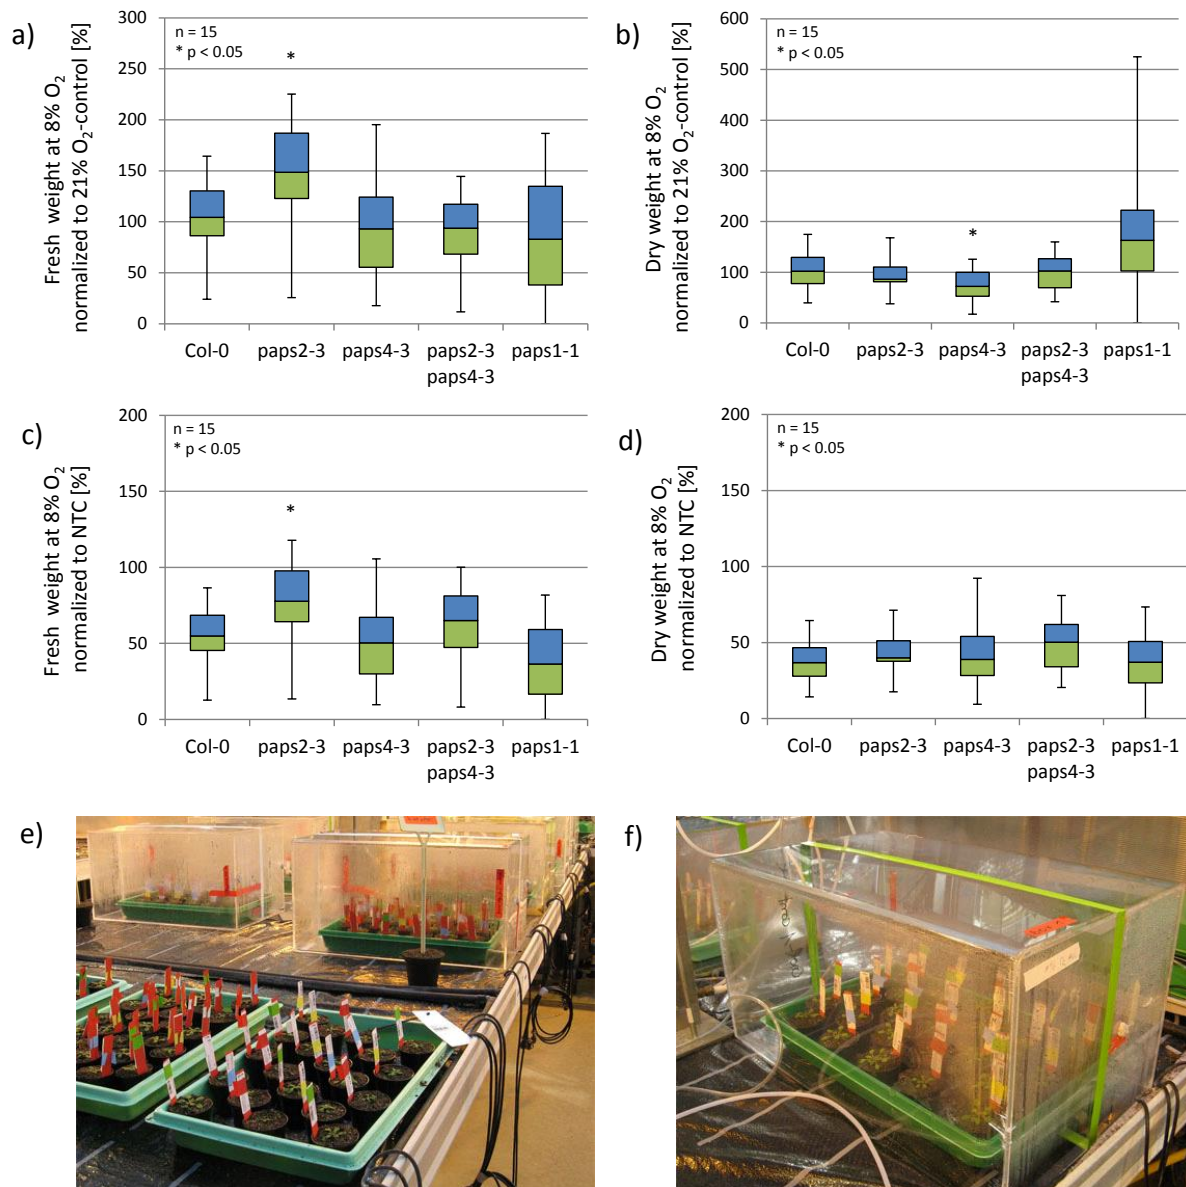 a)
Fresh weight at 8% O₂
normalized to 21% O₂-control [%]
n = 15
* p < 0.05
300
250
200
150
100
50
0
*
Col-0
paps2-3
paps4-3
paps2-3
paps4-3
paps1-1
b)
Dry weight at 8% O₂
normalized to 21% O₂-control [%]
n = 15
* p < 0.05
600
500
400
300
200
100
0
*
Col-0
paps2-3
paps4-3
paps2-3
paps4-3
paps1-1
c)
Fresh weight at 8% O₂
normalized to NTC [%]
n = 15
* p < 0.05
200
150
100
50
0
*
Col-0
paps2-3
paps4-3
paps2-3
paps4-3
paps1-1
d)
Dry weight at 8% O₂
normalized to NTC [%]
n = 15
* p < 0.05
200
150
100
50
0
Col-0
paps2-3
paps4-3
paps2-3
paps4-3
paps1-1
e)
f)